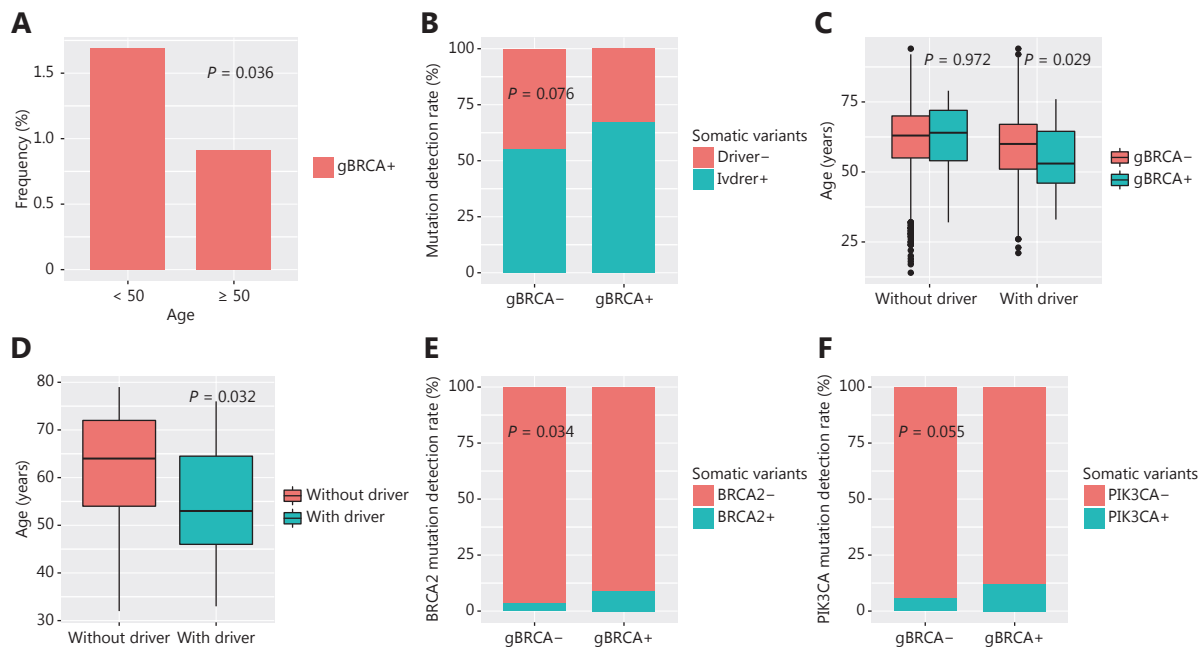 A
Frequency (%)
1.5
1.0
0.5
0
P = 0.036
< 50
≥ 50
Age
gBRCA+
B
Mutation detection rate (%)
100
75
50
25
0
P = 0.076
gBRCA−
gBRCA+
Somatic variants
Driver−
Ivdrer+
C
Age (years)
75
50
25
P = 0.972
P = 0.029
Without driver
With driver
gBRCA−
gBRCA+
D
Age (years)
80
70
60
50
40
30
P = 0.032
Without driver
With driver
Without driver
With driver
E
BRCA2 mutation detection rate (%)
100
75
50
25
0
P = 0.034
gBRCA−
gBRCA+
Somatic variants
BRCA2−
BRCA2+
F
PIK3CA mutation detection rate (%)
100
75
50
25
0
P = 0.055
gBRCA−
gBRCA+
Somatic variants
PIK3CA−
PIK3CA+